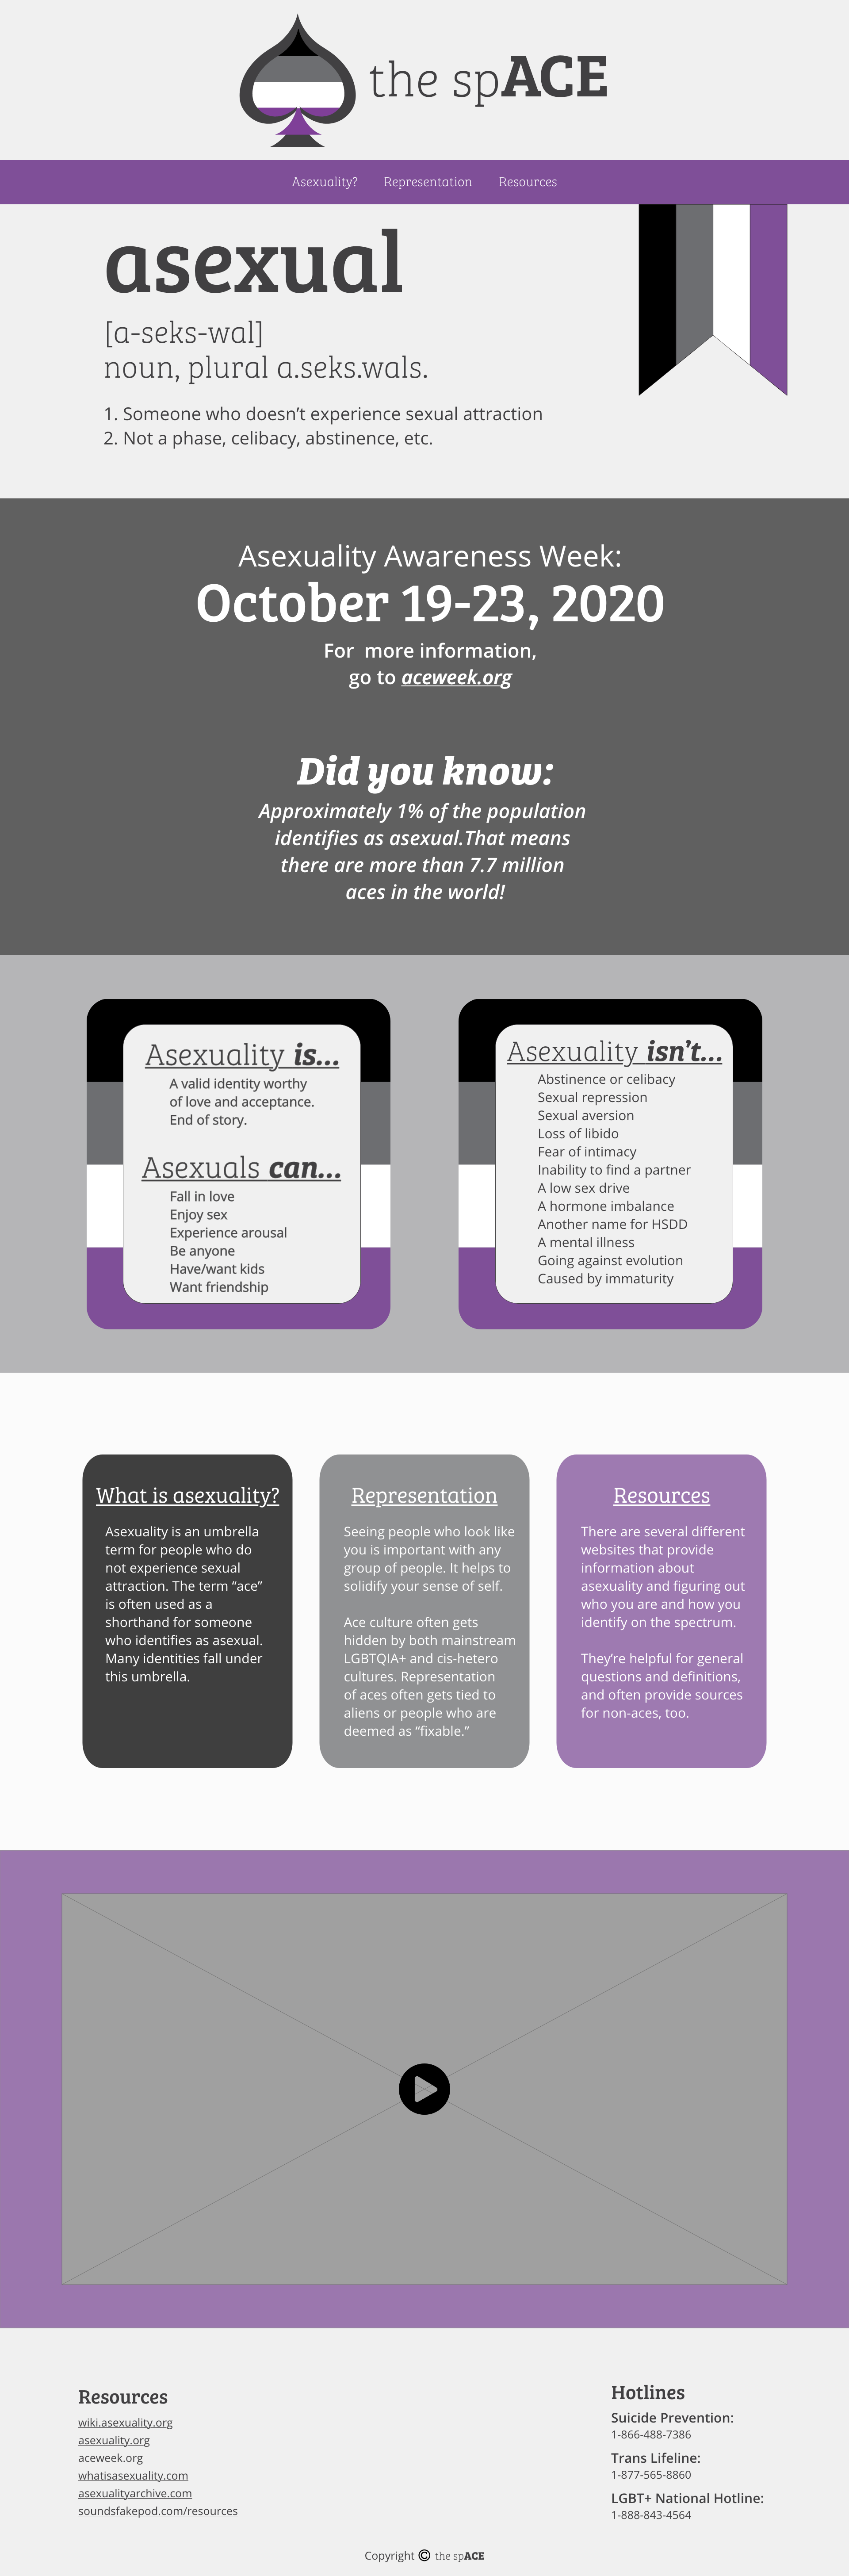 the spACE
Asexuality? Representation Resources
asexual
[a-seks-wal]
noun, plural a.seks.wals.
1. Someone who doesn’t experience sexual attraction
2. Not a phase, celibacy, abstinence, etc.
Asexuality Awareness Week:
October 19-23, 2020
For more information,
go to aceweek.org
Did you know:
Approximately 1% of the population
identifies as asexual.That means
there are more than 7.7 million
aces in the world!
Asexuality is...
A valid identity worthy
of love and acceptance.
End of story.
Asexuals can...
Fall in love
Enjoy sex
Experience arousal
Be anyone
Have/want kids
Want friendship
Asexuality isn’t...
Abstinence or celibacy
Sexual repression
Sexual aversion
Loss of libido
Fear of intimacy
Inability to find a partner
A low sex drive
A hormone imbalance
Another name for HSDD
A mental illness
Going against evolution
Caused by immaturity
What is asexuality?
Asexuality is an umbrella
term for people who do
not experience sexual
attraction. The term “ace”
is often used as a
shorthand for someone
who identifies as asexual.
Many identities fall under
this umbrella.
Representation
Seeing people who look like
you is important with any
group of people. It helps to
solidify your sense of self.
Ace culture often gets
hidden by both mainstream
LGBTQIA+ and cis-hetero
cultures. Representation
of aces often gets tied to
aliens or people who are
deemed as “fixable.”
Resources
There are several different
websites that provide
information about
asexuality and figuring out
who you are and how you
identify on the spectrum.
They’re helpful for general
questions and definitions,
and often provide sources
for non-aces, too.
Resources
wiki.asexuality.org
asexuality.org
aceweek.org
whatisasexuality.com
asexualityarchive.com
soundsfakepod.com/resources
Hotlines
Suicide Prevention:
1-866-488-7386
Trans Lifeline:
1-877-565-8860
LGBT+ National Hotline:
1-888-843-4564
Copyright © the spACE